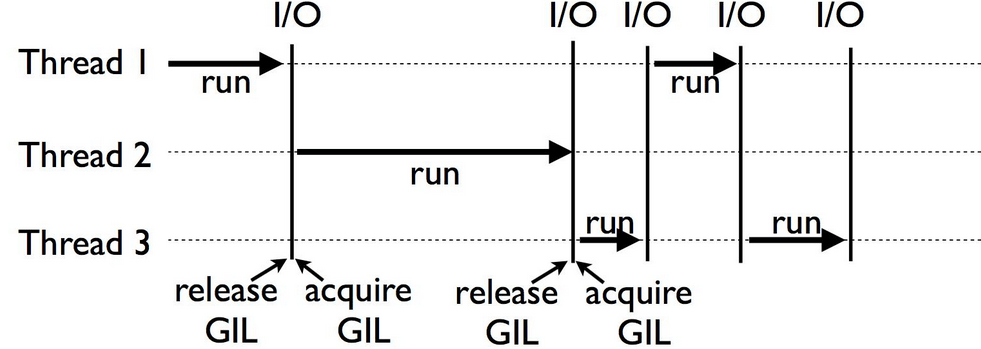 I/O I/O I/O I/O I/O
Thread 1
run run
Thread 2
run
run run
Thread 3
release acquire release acquire
GIL GIL GIL GIL